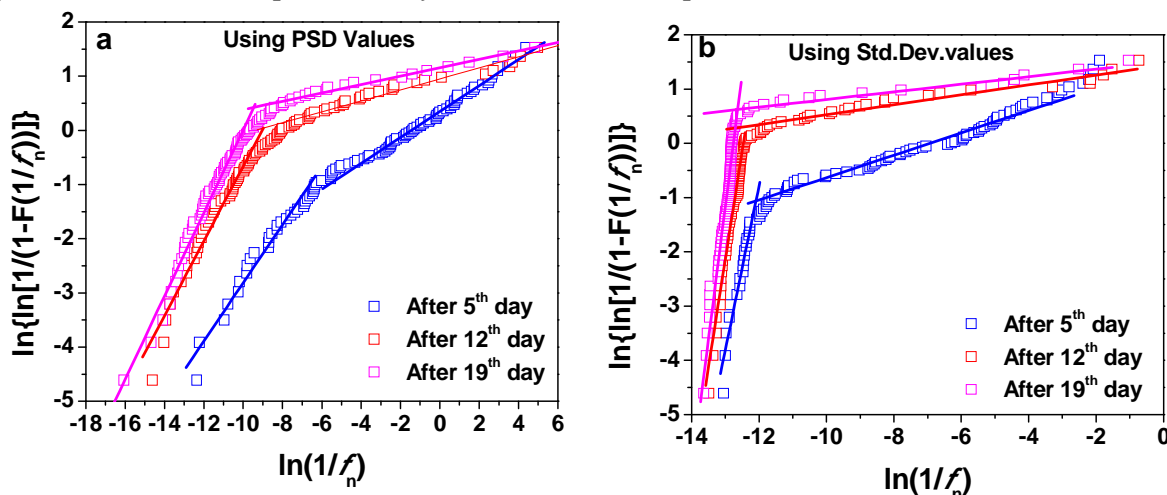 a
Using PSD Values
ln{ln[1/(1-F(1/fₙ))]}
2
1
0
-1
-2
-3
-4
-5
After 5th day
After 12th day
After 19th day
-18 -16 -14 -12 -10 -8 -6 -4 -2 0 2 4 6
ln(1/fₙ)
b
Using Std.Dev.values
ln{ln[1/(1-F(1/fₙ))]}
2
1
0
-1
-2
-3
-4
-5
After 5th day
After 12th day
After 19th day
-14 -12 -10 -8 -6 -4 -2 0
ln(1/fₙ)